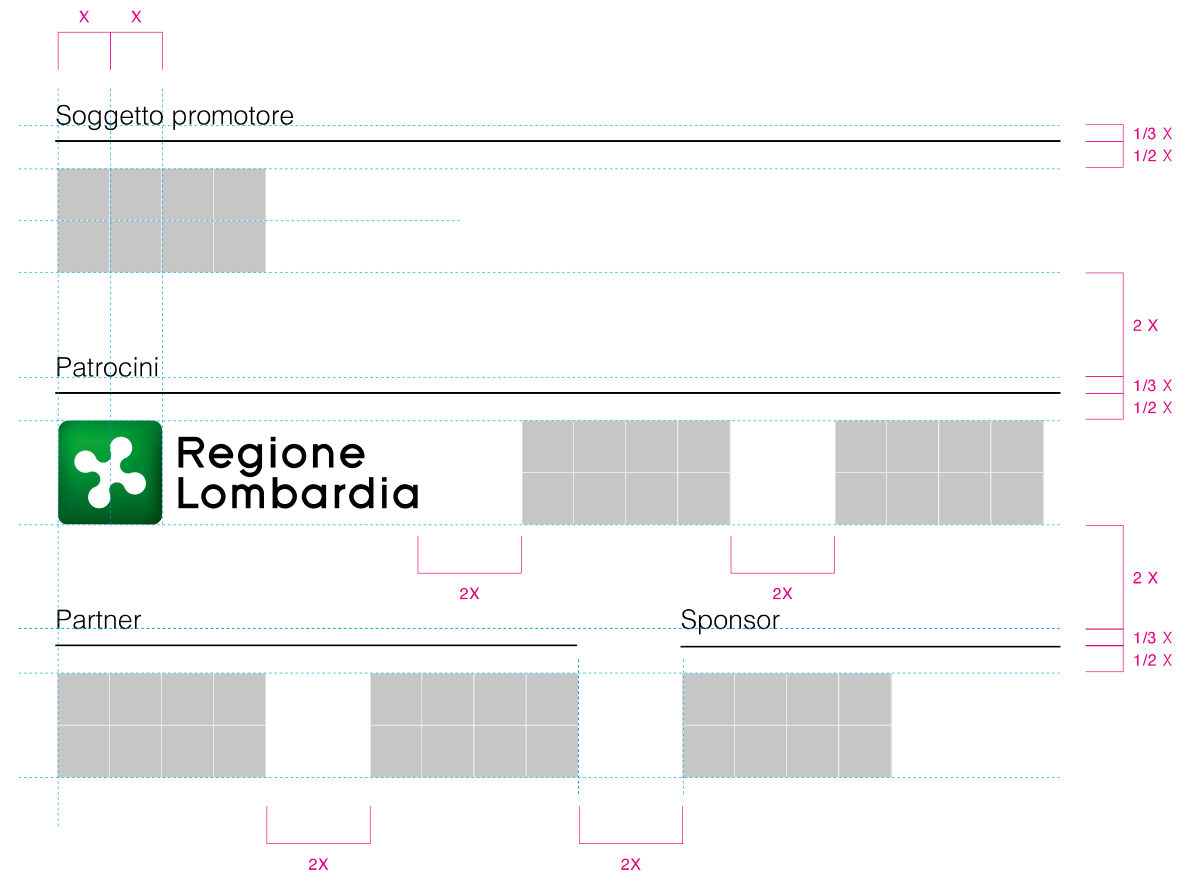 X X
Soggetto promotore
1/3 X
1/2 X
2 X
Patrocini
1/3 X
1/2 X
Regione
Lombardia
2 X
2X 2X
Partner Sponsor
1/3 X
1/2 X
2X 2X